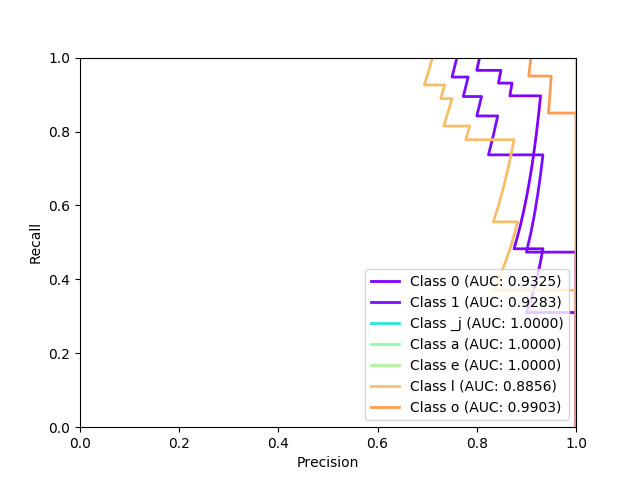 1.0
0.8
0.6
0.4
0.2
0.0
Recall
Class 0 (AUC: 0.9325)
Class 1 (AUC: 0.9283)
Class _j (AUC: 1.0000)
Class a (AUC: 1.0000)
Class e (AUC: 1.0000)
Class l (AUC: 0.8856)
Class o (AUC: 0.9903)
0.0 0.2 0.4 0.6 0.8 1.0
Precision